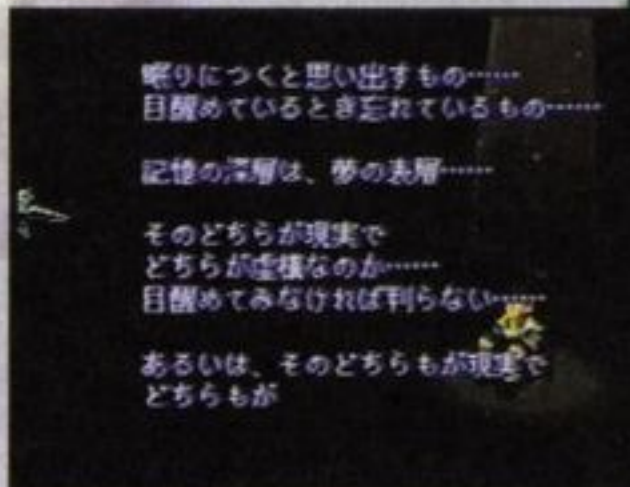 眠りにつくと思い出すもの……
目醒めているとき忘れているもの……
記憶の深層は、夢の表層……
そのどちらが現実で
どちらが虚構なのか……
目醒めてみなければ判らない……
あるいは、そのどちらもが現実で
どちらもが